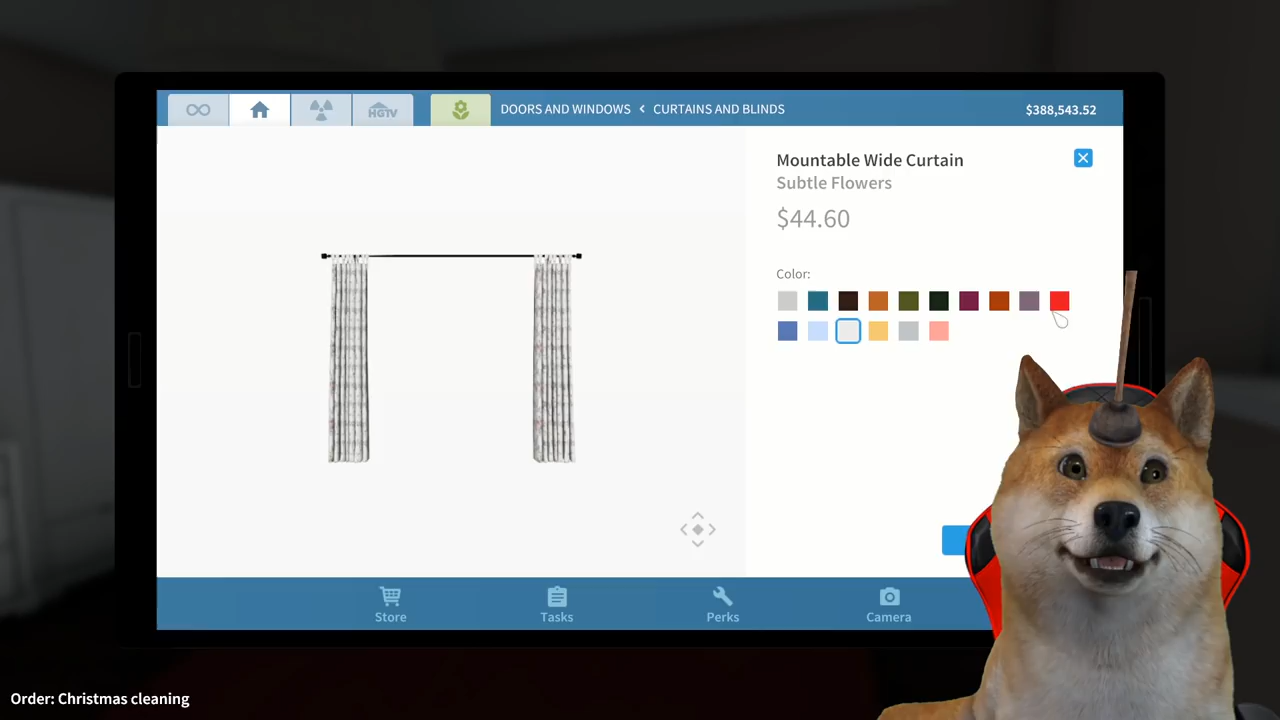 HGTV
DOORS AND WINDOWS < CURTAINS AND BLINDS
$388,543.52
Mountable Wide Curtain
Subtle Flowers
$44.60
Color:
Store
Tasks
Perks
Camera
Order: Christmas cleaning